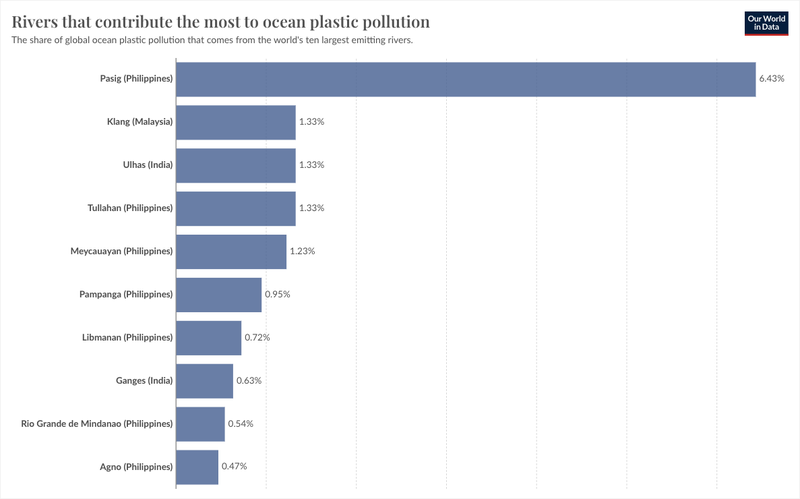 Rivers that contribute the most to ocean plastic pollution
Our World
in Data
The share of global ocean plastic pollution that comes from the world's ten largest emitting rivers.
Pasig (Philippines) 6.43%
Klang (Malaysia) 1.33%
Ulhas (India) 1.33%
Tullahan (Philippines) 1.33%
Meycauayan (Philippines) 1.23%
Pampanga (Philippines) 0.95%
Libmanan (Philippines) 0.72%
Ganges (India) 0.63%
Rio Grande de Mindanao (Philippines) 0.54%
Agno (Philippines) 0.47%